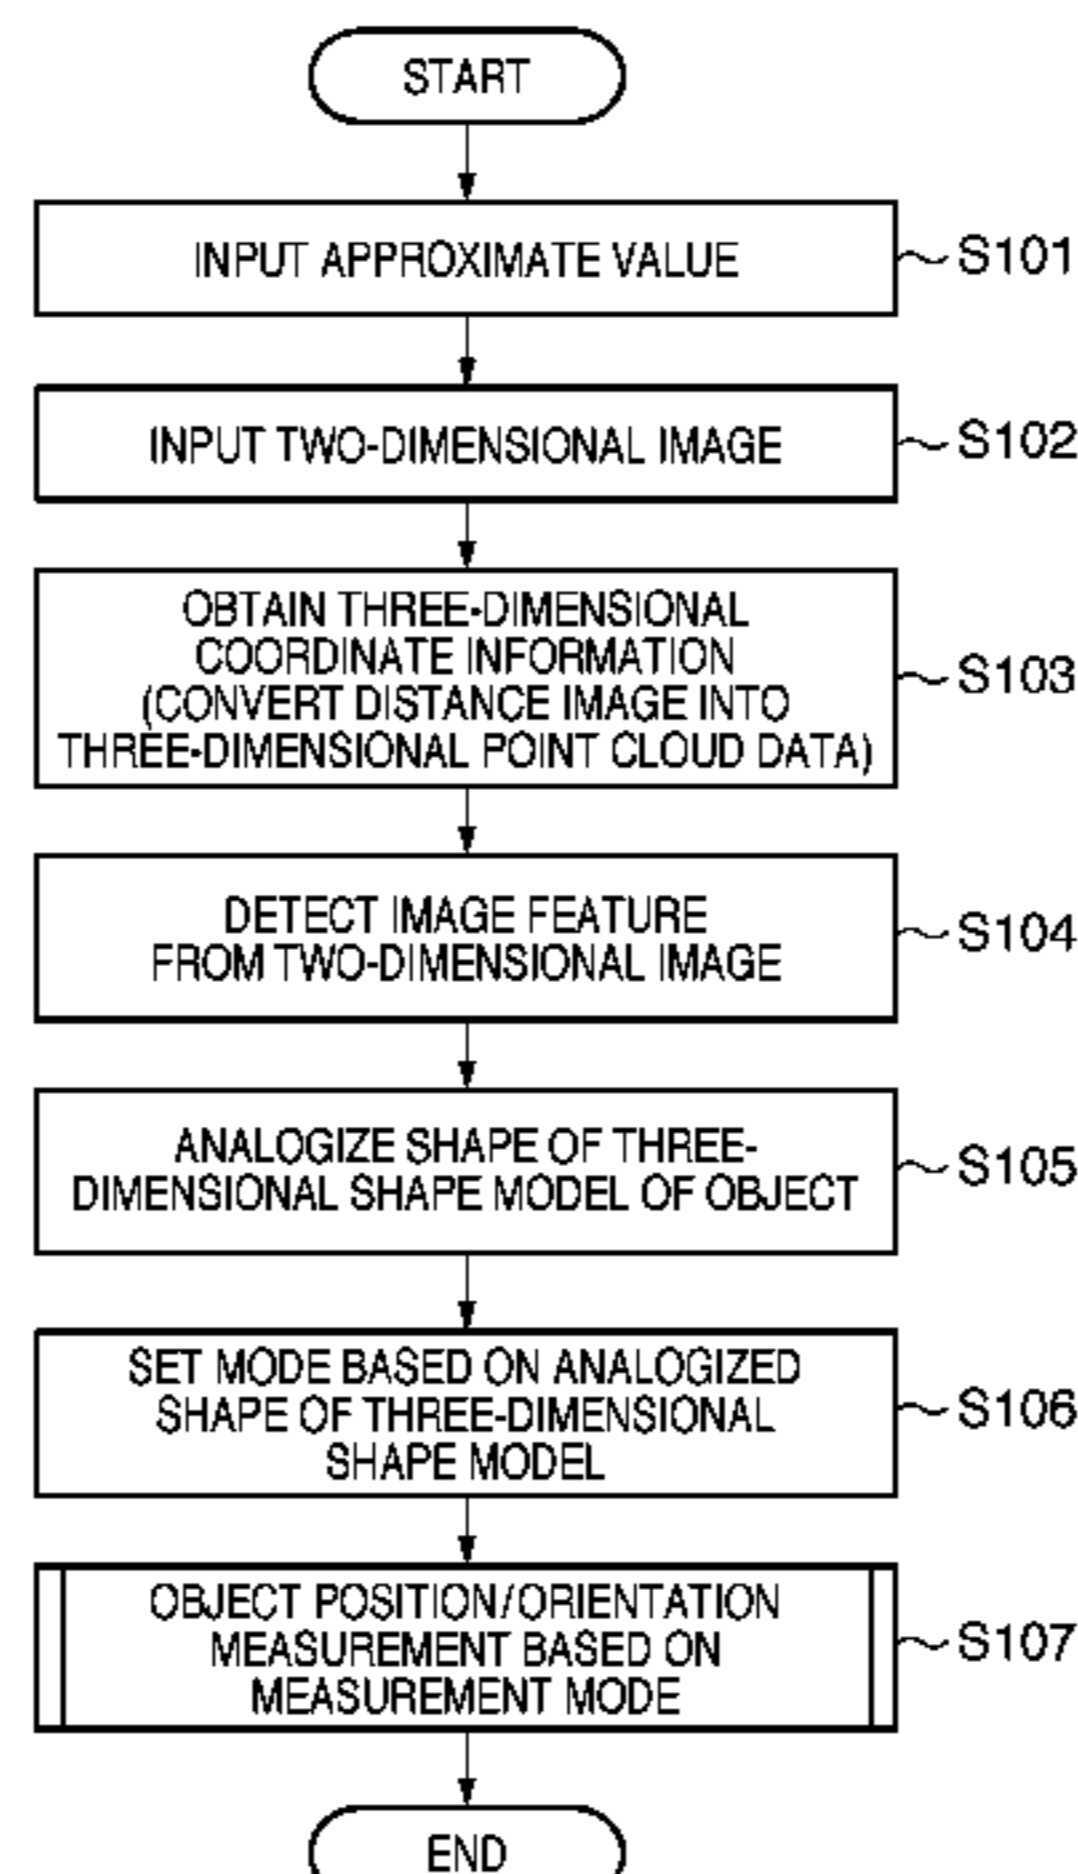 START
INPUT APPROXIMATE VALUE
S101
INPUT TWO-DIMENSIONAL IMAGE
S102
OBTAIN THREE-DIMENSIONAL
COORDINATE INFORMATION
(CONVERT DISTANCE IMAGE INTO
THREE-DIMENSIONAL POINT CLOUD DATA)
S103
DETECT IMAGE FEATURE
FROM TWO-DIMENSIONAL IMAGE
S104
ANALOGIZE SHAPE OF THREE-
DIMENSIONAL SHAPE MODEL OF OBJECT
S105
SET MODE BASED ON ANALOGIZED
SHAPE OF THREE-DIMENSIONAL
SHAPE MODEL
S106
OBJECT POSITION/ORIENTATION
MEASUREMENT BASED ON
MEASUREMENT MODE
S107
END